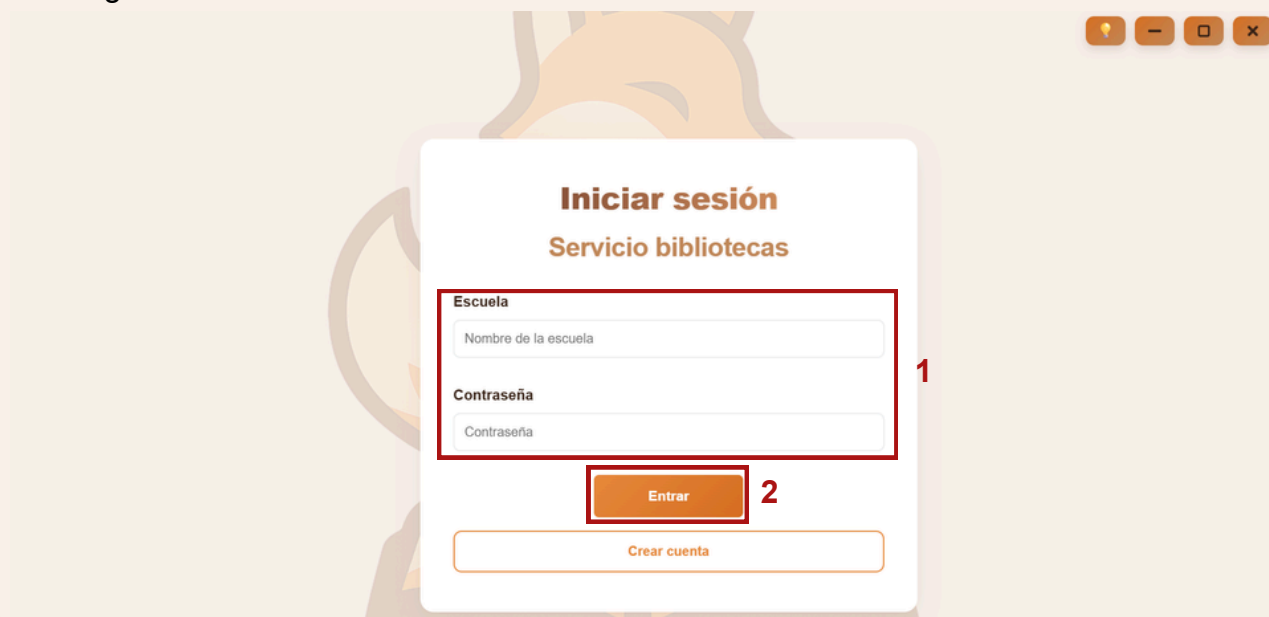 Iniciar sesión
Servicio bibliotecas
Escuela
Nombre de la escuela
1
Contraseña
Contraseña
Entrar
2
Crear cuenta